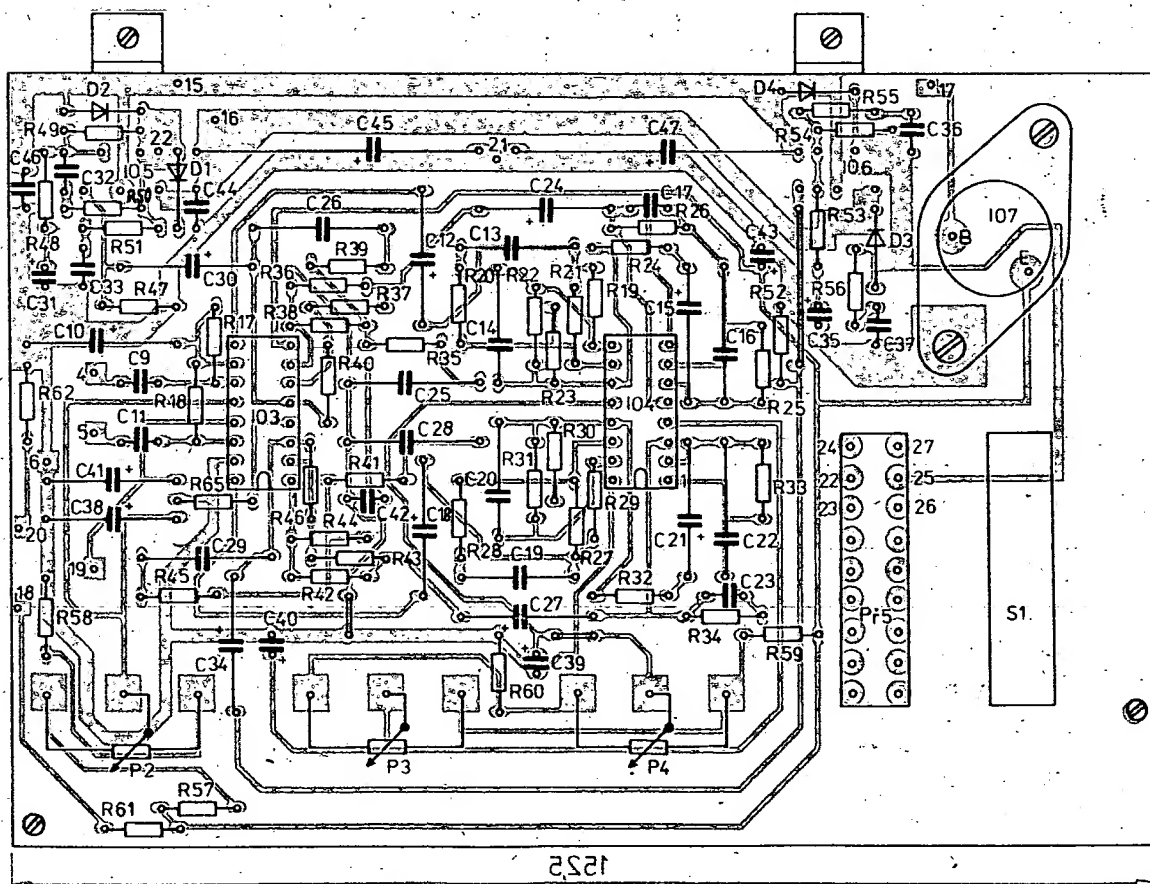 D2 15 D4 17
R49 22 16 C45 21 C47 R54 R55 C36
C46 C32 IO5 D1 IO6
R50 C44 C26 C24 C17 R26 R53 IO7
R48 R51 R39 C12 C13 C43 D3 B E
C31 C33 C30 R36 R20 R22 R21 R24
R47 R37 R19 C15 R52 R56
C10 R17 R38 C14 C16 C35 C37
4 C9 R40 R35
R62 R18 IO3 C25 R23 IO4 R25
5 C11 C28 R30 24 27
6 C41 R65 R41 R31 R33 22 25
C38 R46 C42 C18 C20 R29 23 26
20 R44 R28 R27 C21 C22
19 C29 R43 C19
18 R45 R42 R32 C23
R58 C27 R34 Pr5 S1
C34 C40 C39 R59
R60
P2 P3 P4
R57
R61
1525